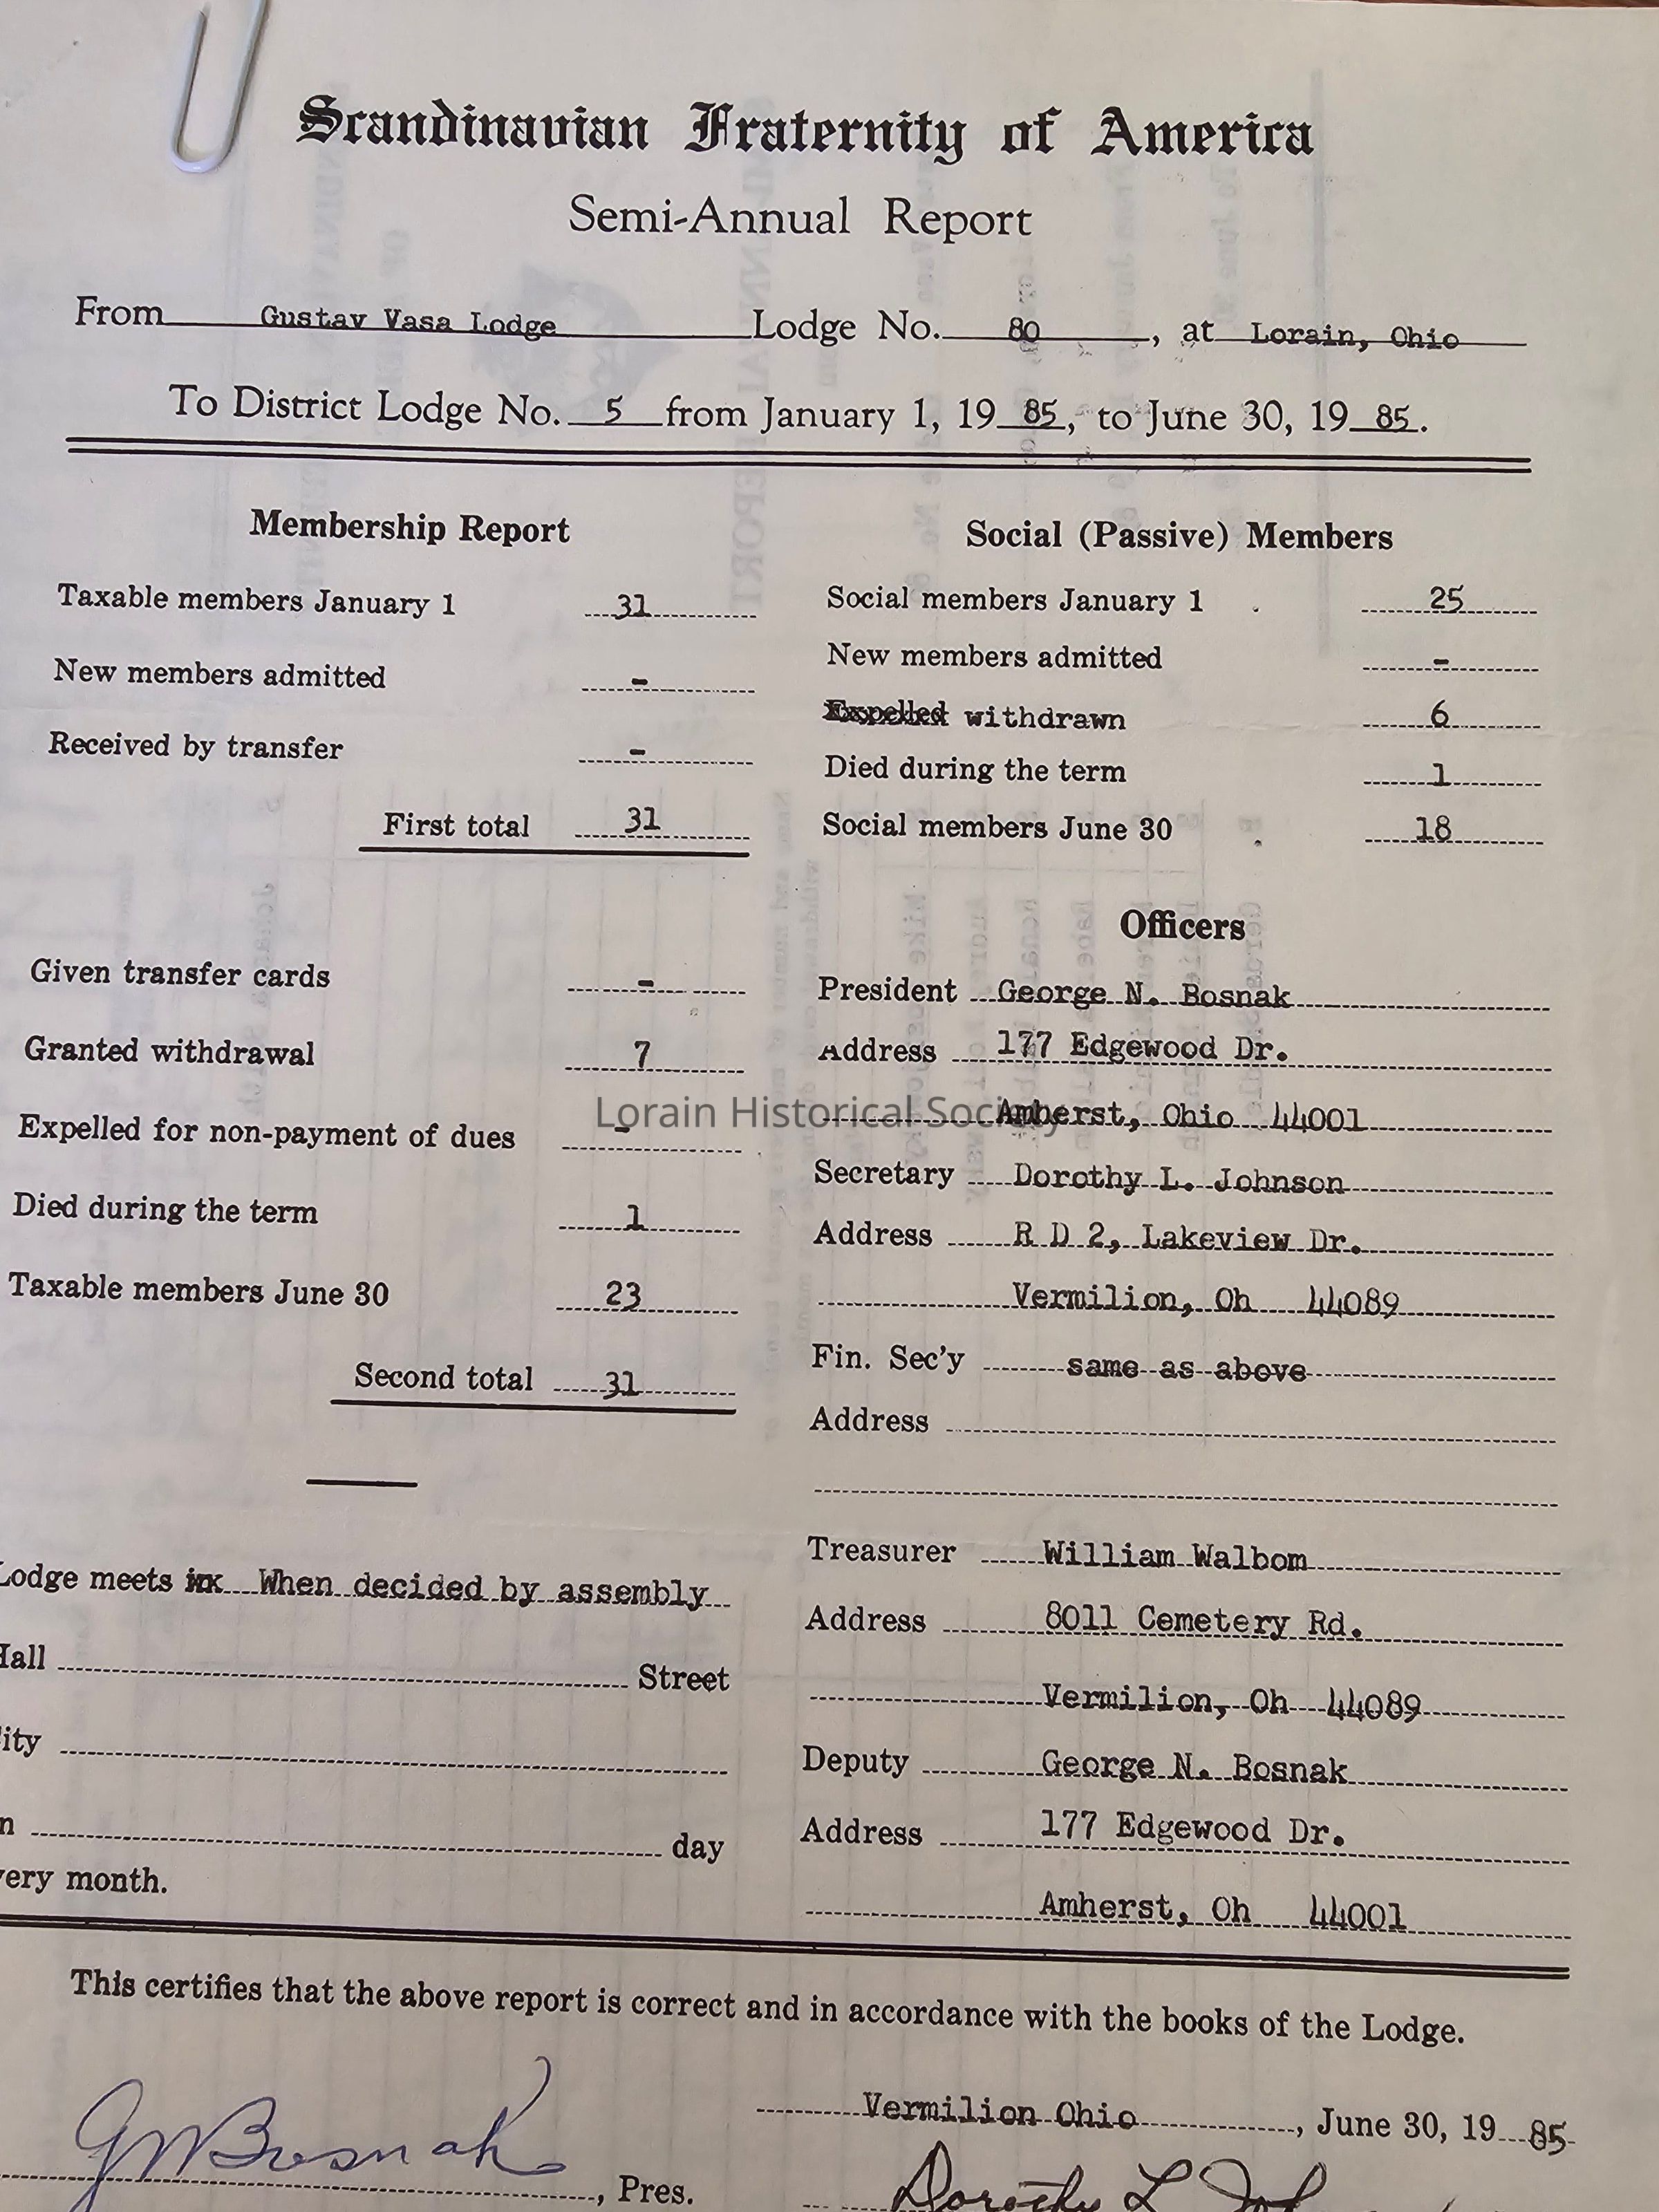 Scandinavian Fraternity of America
Semi-Annual Report
From Gustav Vasa Lodge Lodge No. 80, at Lorain, Ohio
To District Lodge No. 5 from January 1, 19 85, to June 30, 19 85.
Membership Report
Taxable members January 1 31
New members admitted -
Received by transfer -
First total 31
Given transfer cards -
Granted withdrawal 7
Expelled for non-payment of dues -
Died during the term 1
Taxable members June 30 23
Second total 31
Lodge meets in When decided by assembly
Hall Street
ity
n day
very month.
Social (Passive) Members
Social members January 1 25
New members admitted -
Expelled withdrawn 6
Died during the term 1
Social members June 30 18
Officers
President George N. Bosnak
Address 177 Edgewood Dr.
Amherst, Ohio 44001
Secretary Dorothy L. Johnson
Address R D 2, Lakeview Dr.
Vermilion, Oh 44089
Fin. Sec'y same as above
Address
Treasurer William Walbom
Address 8011 Cemetery Rd.
Vermilion, Oh 44089
Deputy George N. Bosnak
Address 177 Edgewood Dr.
Amherst, Oh 44001
Lorain Historical Society
This certifies that the above report is correct and in accordance with the books of the Lodge.
Vermilion Ohio, June 30, 19 85
GNBosnak, Pres.
Dorothy L Joh